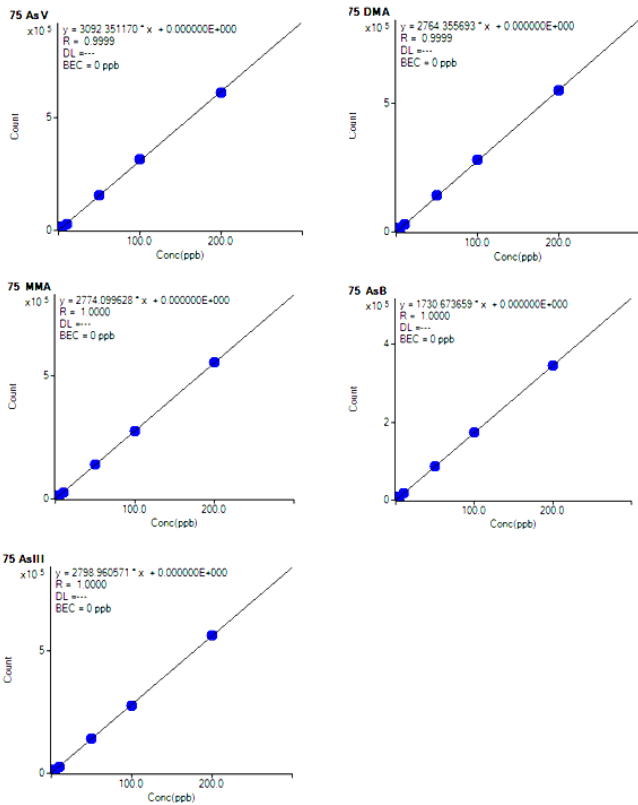 75 AsV
x10 5
y = 3092.351170 * x + 0.000000E+000
R = 0.9999
DL =---
BEC = 0 ppb
5
Count
0
100.0
200.0
Conc(ppb)
75 DMA
x10 5
y = 2764.355693 * x + 0.000000E+000
R = 0.9999
DL =---
BEC = 0 ppb
5
Count
0
100.0
200.0
Conc(ppb)
75 MMA
x10 5
y = 2774.099628 * x + 0.000000E+000
R = 1.0000
DL =---
BEC = 0 ppb
5
Count
0
100.0
200.0
Conc(ppb)
75 AsB
x10 5
y = 1730.673659 * x + 0.000000E+000
R = 1.0000
DL =---
BEC = 0 ppb
4
2
Count
0
100.0
200.0
Conc(ppb)
75 AsIII
x10 5
y = 2798.960571 * x + 0.000000E+000
R = 1.0000
DL =---
BEC = 0 ppb
5
Count
0
100.0
200.0
Conc(ppb)